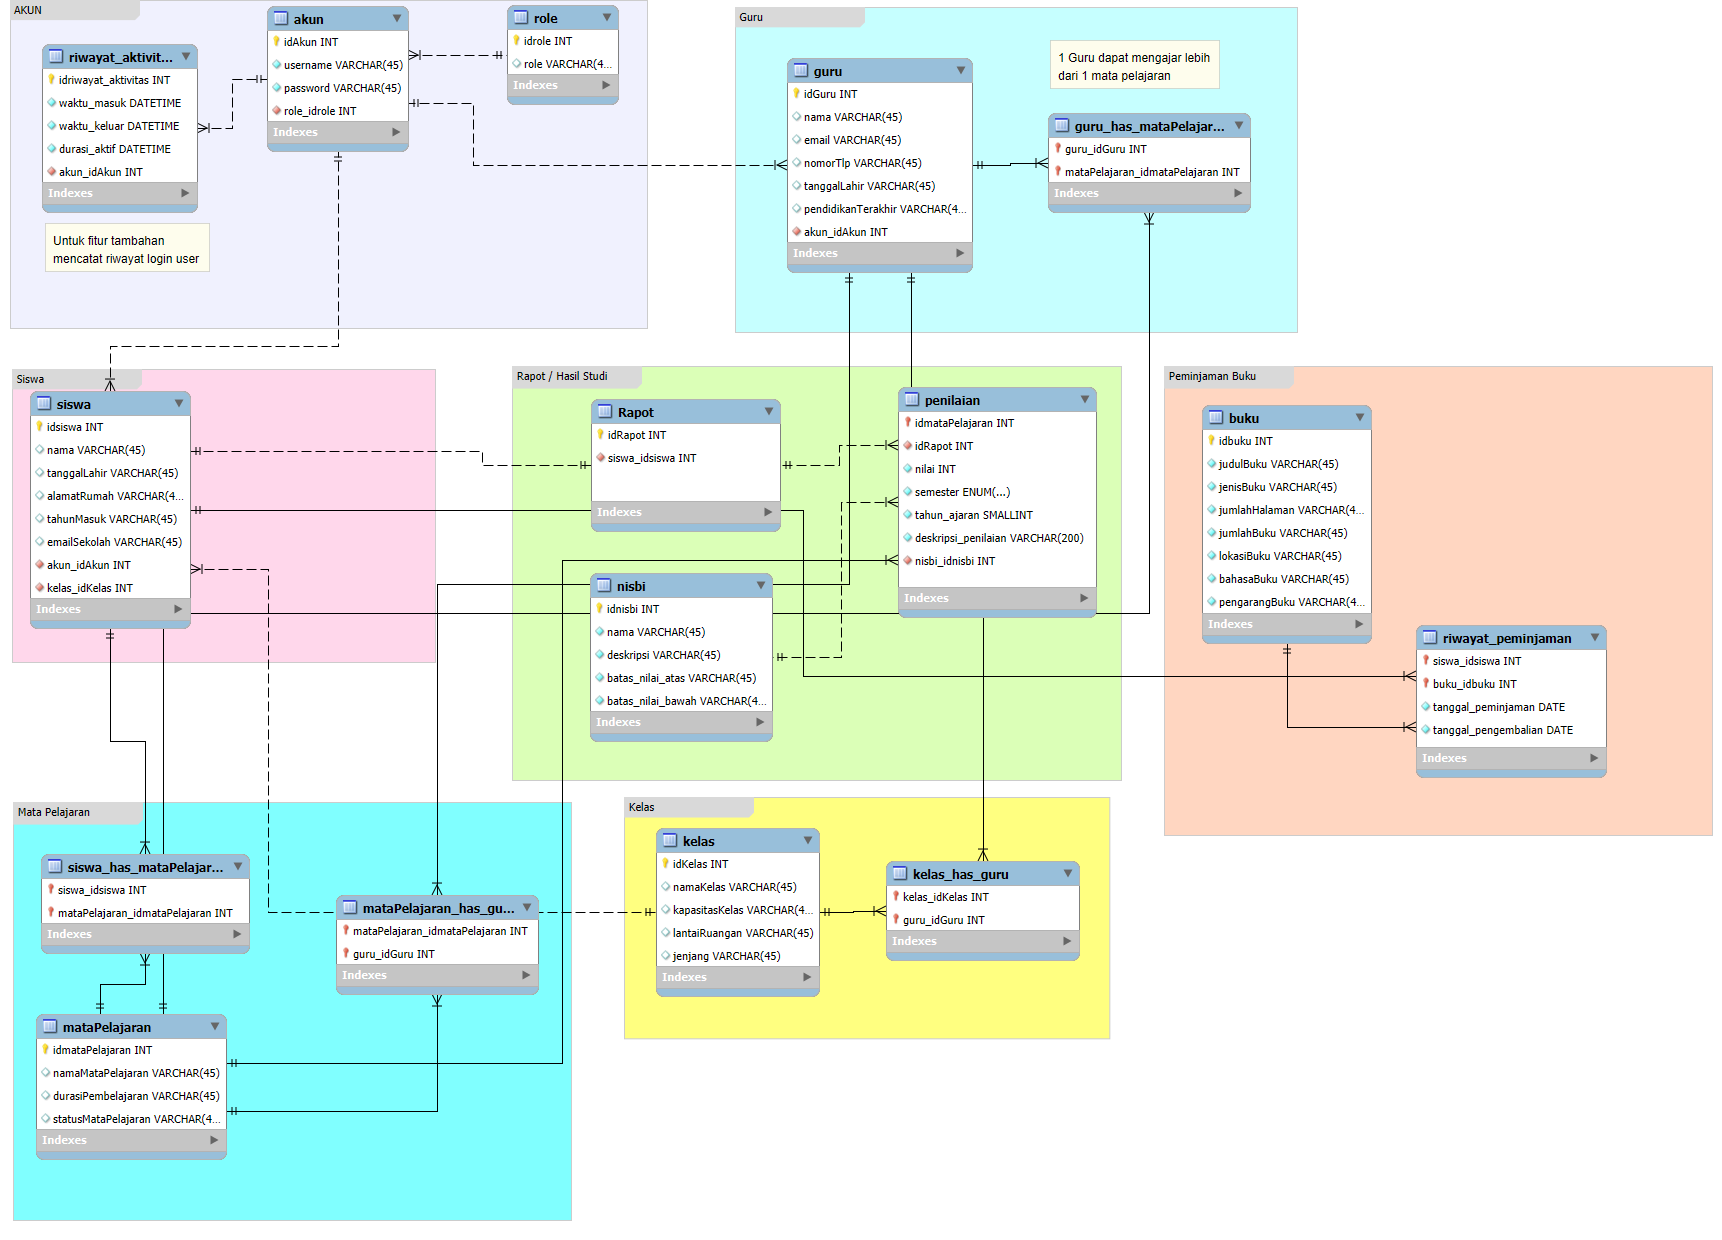 AKUN
riwayat_aktivit...
idriwayat_aktivitas INT
waktu_masuk DATETIME
waktu_keluar DATETIME
durasi_aktif DATETIME
akun_idAkun INT
Indexes
Untuk fitur tambahan
mencatat riwayat login user
akun
idAkun INT
username VARCHAR(45)
password VARCHAR(45)
role_idrole INT
Indexes
role
idrole INT
role VARCHAR(4...
Indexes
Guru
1 Guru dapat mengajar lebih
dari 1 mata pelajaran
guru
idGuru INT
nama VARCHAR(45)
email VARCHAR(45)
nomorTlp VARCHAR(45)
tanggalLahir VARCHAR(45)
pendidikanTerakhir VARCHAR(4...
akun_idAkun INT
Indexes
guru_has_mataPelajar...
guru_idGuru INT
mataPelajaran_idmataPelajaran INT
Indexes
Siswa
siswa
idsiswa INT
nama VARCHAR(45)
tanggalLahir VARCHAR(45)
alamatRumah VARCHAR(4...
tahunMasuk VARCHAR(45)
emailSekolah VARCHAR(45)
akun_idAkun INT
kelas_idKelas INT
Indexes
Rapot / Hasil Studi
Rapot
idRapot INT
siswa_idsiswa INT
Indexes
penilaian
idmataPelajaran INT
idRapot INT
nilai INT
semester ENUM(...)
tahun_ajaran SMALLINT
deskripsi_penilaian VARCHAR(200)
nisbi_idnisbi INT
Indexes
nisbi
idnisbi INT
nama VARCHAR(45)
deskripsi VARCHAR(45)
batas_nilai_atas VARCHAR(45)
batas_nilai_bawah VARCHAR(4...
Indexes
Peminjaman Buku
buku
idbuku INT
judulBuku VARCHAR(45)
jenisBuku VARCHAR(45)
jumlahHalaman VARCHAR(4...
jumlahBuku VARCHAR(45)
lokasiBuku VARCHAR(45)
bahasaBuku VARCHAR(45)
pengarangBuku VARCHAR(4...
Indexes
riwayat_peminjaman
siswa_idsiswa INT
buku_idbuku INT
tanggal_peminjaman DATE
tanggal_pengembalian DATE
Indexes
Mata Pelajaran
siswa_has_mataPelajar...
siswa_idsiswa INT
mataPelajaran_idmataPelajaran INT
Indexes
mataPelajaran_has_gu...
mataPelajaran_idmataPelajaran INT
guru_idGuru INT
Indexes
mataPelajaran
idmataPelajaran INT
namaMataPelajaran VARCHAR(45)
durasiPembelajaran VARCHAR(45)
statusMataPelajaran VARCHAR(4...
Indexes
Kelas
kelas
idKelas INT
namaKelas VARCHAR(45)
kapasitasKelas VARCHAR(4...
lantaiRuangan VARCHAR(45)
jenjang VARCHAR(45)
Indexes
kelas_has_guru
kelas_idKelas INT
guru_idGuru INT
Indexes